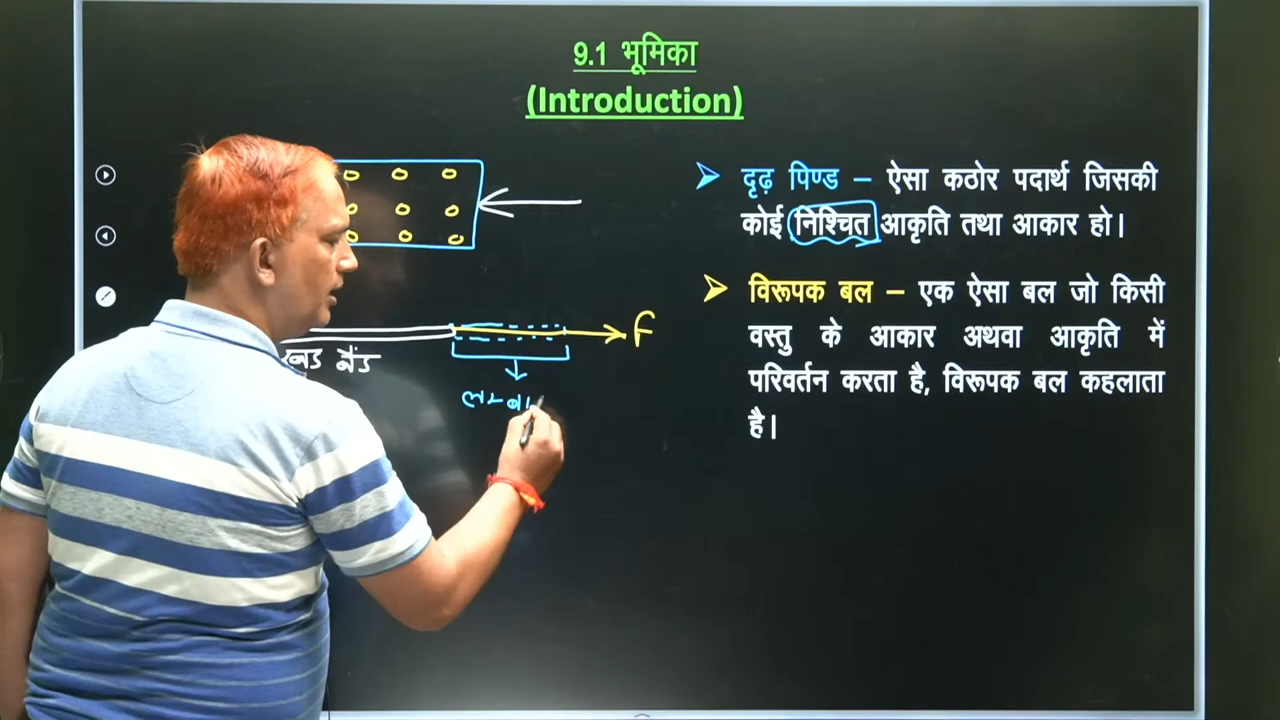 9.1 भूमिका
(Introduction)
➤ दृढ़ पिण्ड – ऐसा कठोर पदार्थ जिसकी
कोई निश्चित आकृति तथा आकार हो।
➤ विरूपक बल – एक ऐसा बल जो किसी
वस्तु के आकार अथवा आकृति में
परिवर्तन करता है, विरूपक बल कहलाता
है।
F
बैंड